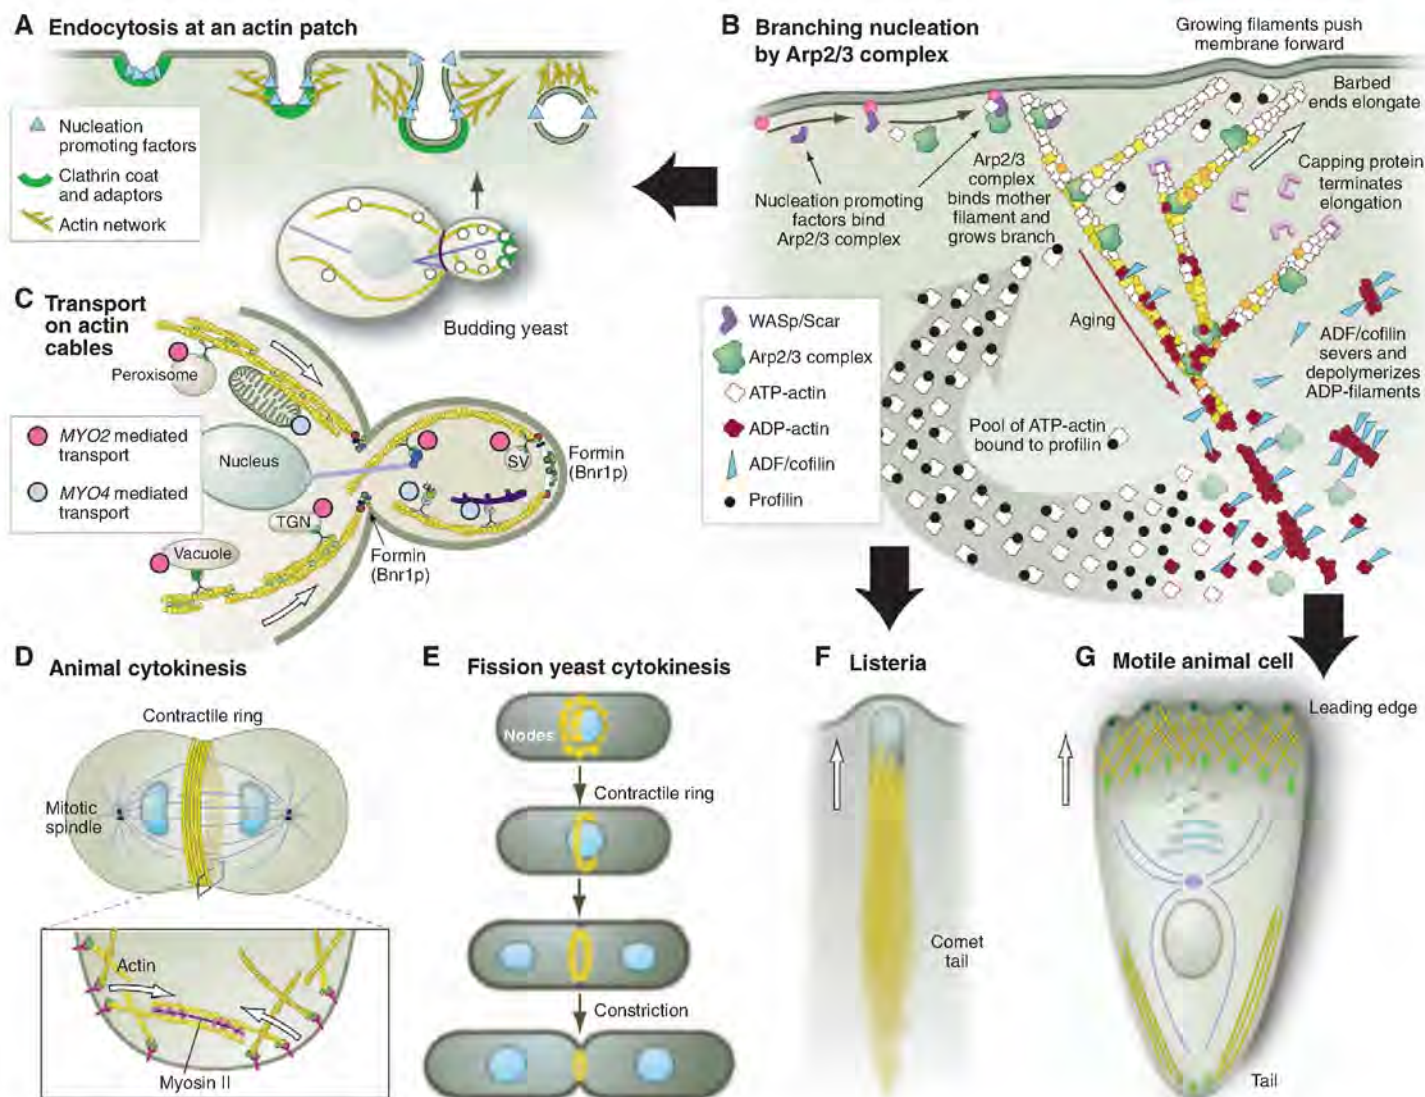 A Endocytosis at an actin patch
Nucleation
promoting factors
Clathrin coat
and adaptors
Actin network
Budding yeast
B Branching nucleation
by Arp2/3 complex
Growing filaments push
membrane forward
Barbed
ends elongate
Capping protein
terminates
elongation
Nucleation promoting
factors bind
Arp2/3 complex
Arp2/3
complex
binds mother
filament and
grows branch
Aging
ADF/cofilin
severs and
depolymerizes
ADP-filaments
Pool of ATP-actin
bound to profilin
WASp/Scar
Arp2/3 complex
ATP-actin
ADP-actin
ADF/cofilin
Profilin
C Transport
on actin
cables
Peroxisome
MYO2 mediated
transport
MYO4 mediated
transport
Nucleus
SV
Formin
(Bnr1p)
TGN
Vacuole
Formin
(Bnr1p)
D Animal cytokinesis
Contractile ring
Mitotic
spindle
Actin
Myosin II
E Fission yeast cytokinesis
Nodes
Contractile ring
Constriction
F Listeria
Comet
tail
G Motile animal cell
Leading edge
Tail